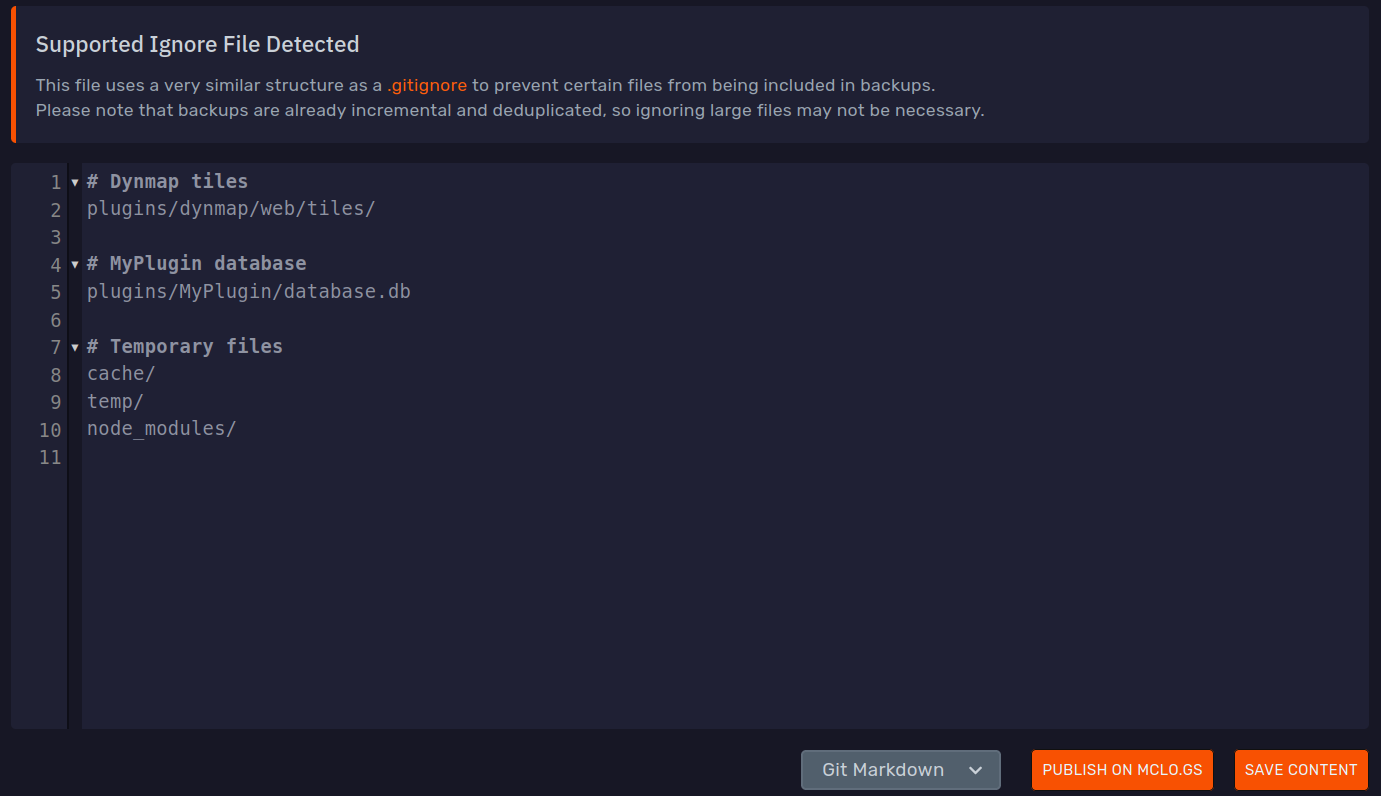 Supported Ignore File Detected
This file uses a very similar structure as a .gitignore to prevent certain files from being included in backups.
Please note that backups are already incremental and deduplicated, so ignoring large files may not be necessary.
1 # Dynmap tiles
2 plugins/dynmap/web/tiles/
3
4 # MyPlugin database
5 plugins/MyPlugin/database.db
6
7 # Temporary files
8 cache/
9 temp/
10 node_modules/
11
Git Markdown
PUBLISH ON MCLO.GS
SAVE CONTENT